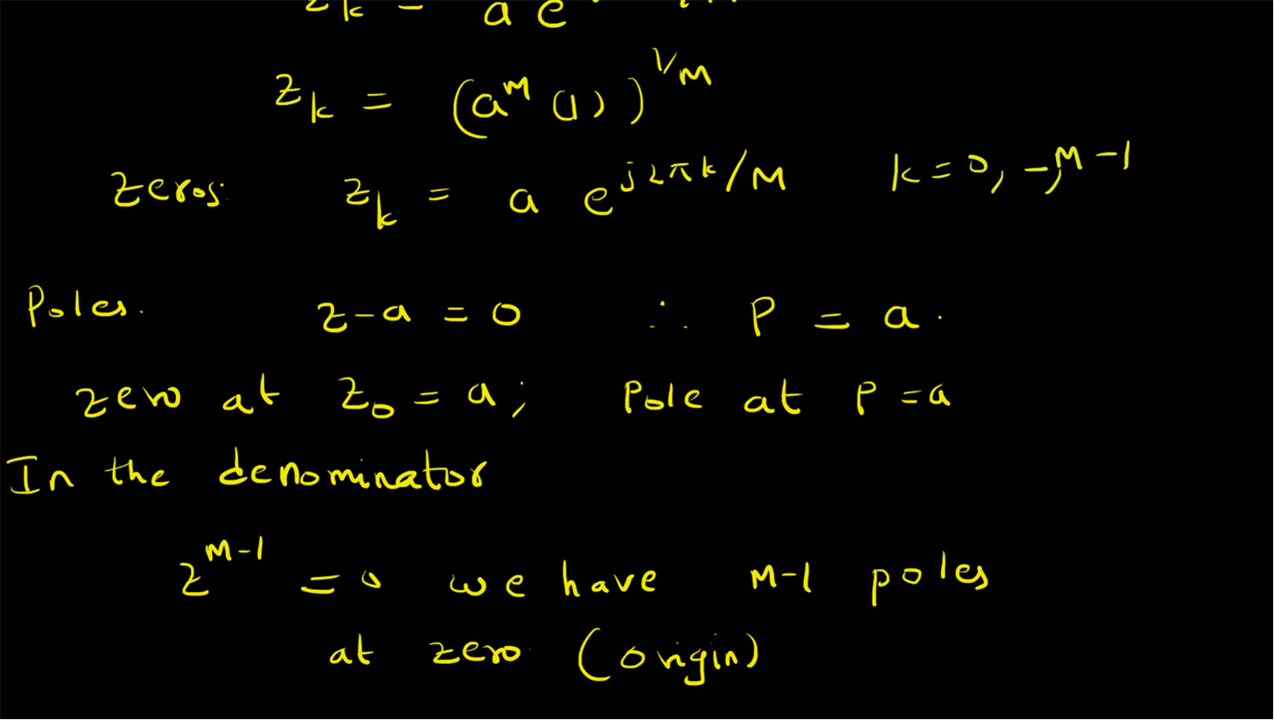 z_k = a e
z_k = (a^M (1))^1/M
zeros: z_k = a e^j2πk/M k = 0, -, M-1
Poles. z-a = 0 ∴ P = a.
zero at z_0 = a; Pole at P = a
In the denominator
z^M-1 = 0 we have M-1 poles
at zero (origin)